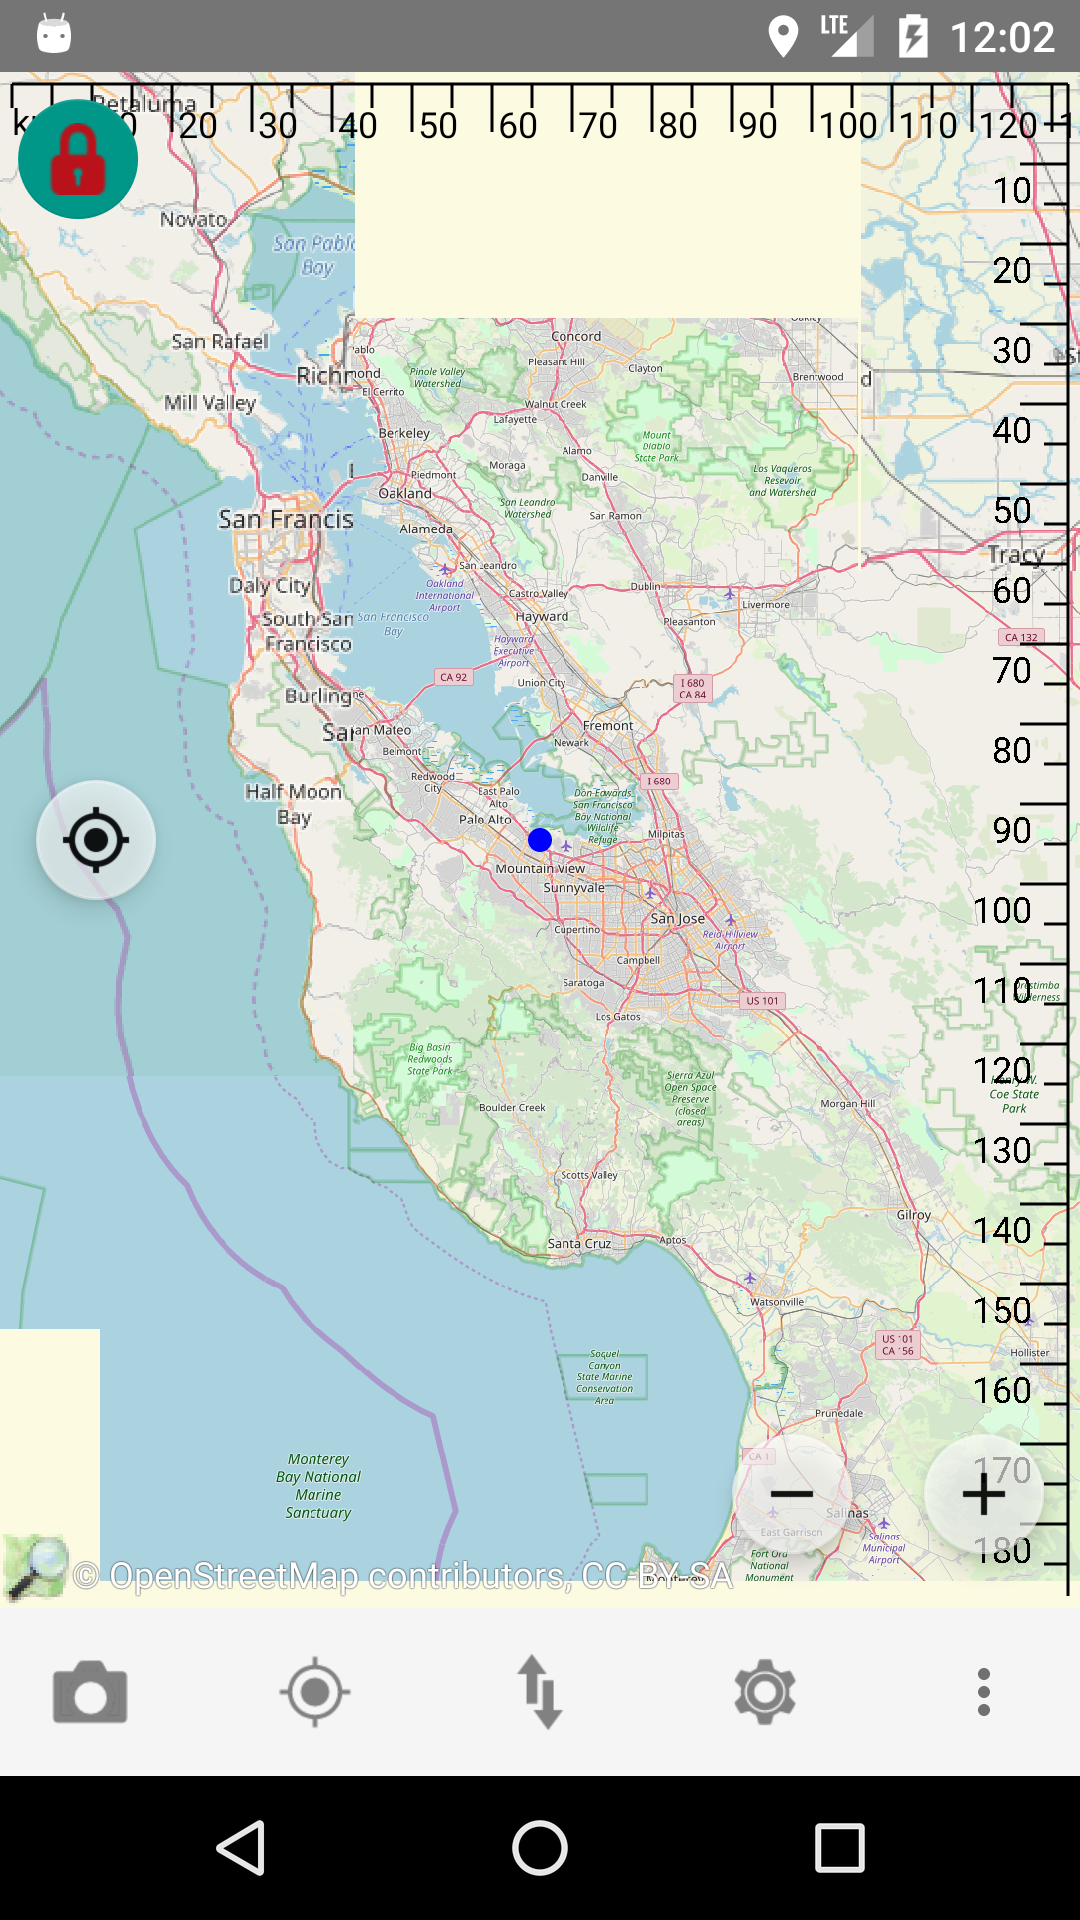 LTE 12:02
Petaluma
20 30 40 50 60 70 80 90 100 110 120
Novato
10
San Pablo
Bay
20
San Rafael
Concord
Pleasant Hill
Clayton
Brentwood
30
Pinole Valley
Watershed
El Cerrito
Mill Valley
Walnut Creek
Lafayette
40
Berkeley
Mount
Diablo
State Park
Alamo
Moraga
Piedmont
Danville
Los Vaqueros
Resevoir
and Watershed
Oakland
San Leandro
Watershed
50
San Francis
Alameda
San Ramon
Tracy
San Leandro
Oakland
International
Airport
Daly City
Castro Valley
Dublin
Livermore
60
South San
Francisco
San Francisco
Bay
Hayward
Pleasanton
CA 132
Hayward
Executive
Airport
CA 92
Union City
I 680
CA 84
70
Burling
Fremont
San Mateo
Newark
Belmont
80
Redwood
City
I 680
Half Moon
Bay
East Palo
Alto
Don Edwards
San Francisco
Bay National
Wildlife
Refuge
Palo Alto
Milpitas
90
Mountain View
Sunnyvale
San Jose
100
Cupertino
Reid-Hillview
Airport
Campbell
Saratoga
110
Orestimba
Wilderness
US 101
Los Gatos
Big Basin
Redwoods
State Park
Sierra Azul
Open Space
Preserve
(closed
areas)
120
Henry W.
Coe State
Park
Boulder Creek
Morgan Hill
130
Scotts Valley
Gilroy
140
Santa Cruz
Aptos
Watsonville
150
US 101
CA 156
Hollister
Soquel
Canyon
State Marine
Conservation
Area
160
Prunedale
Monterey
Bay National
Marine
Sanctuary
CA 1
170
Salinas
East Garrison
Salinas
Municipal
Airport
180
Fort Ord
National
Monument
Monterey
© OpenStreetMap contributors, CC-BY-SA